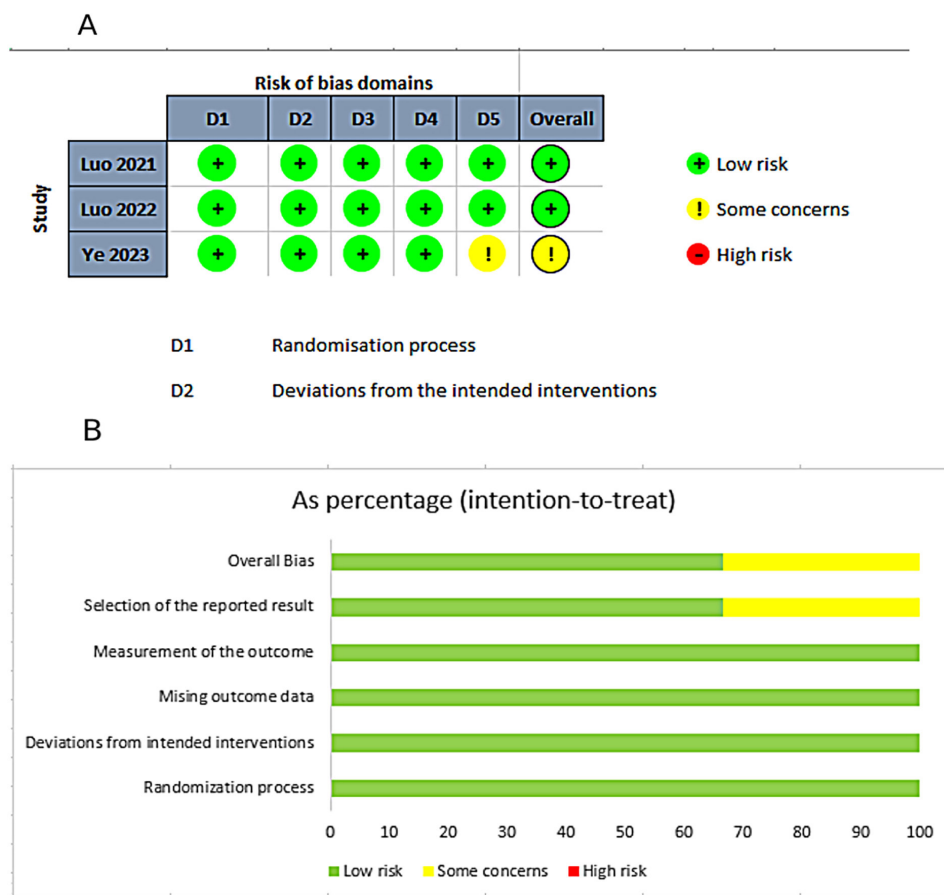 A
Risk of bias domains
D1 D2 D3 D4 D5 Overall
Study
Luo 2021 + + + + + +
Luo 2022 + + + + + +
Ye 2023 + + + + ! !
+ Low risk
! Some concerns
- High risk
D1 Randomisation process
D2 Deviations from the intended interventions
B
As percentage (intention-to-treat)
Overall Bias
Selection of the reported result
Measurement of the outcome
Mising outcome data
Deviations from intended interventions
Randomization process
0 10 20 30 40 50 60 70 80 90 100
Low risk Some concerns High risk